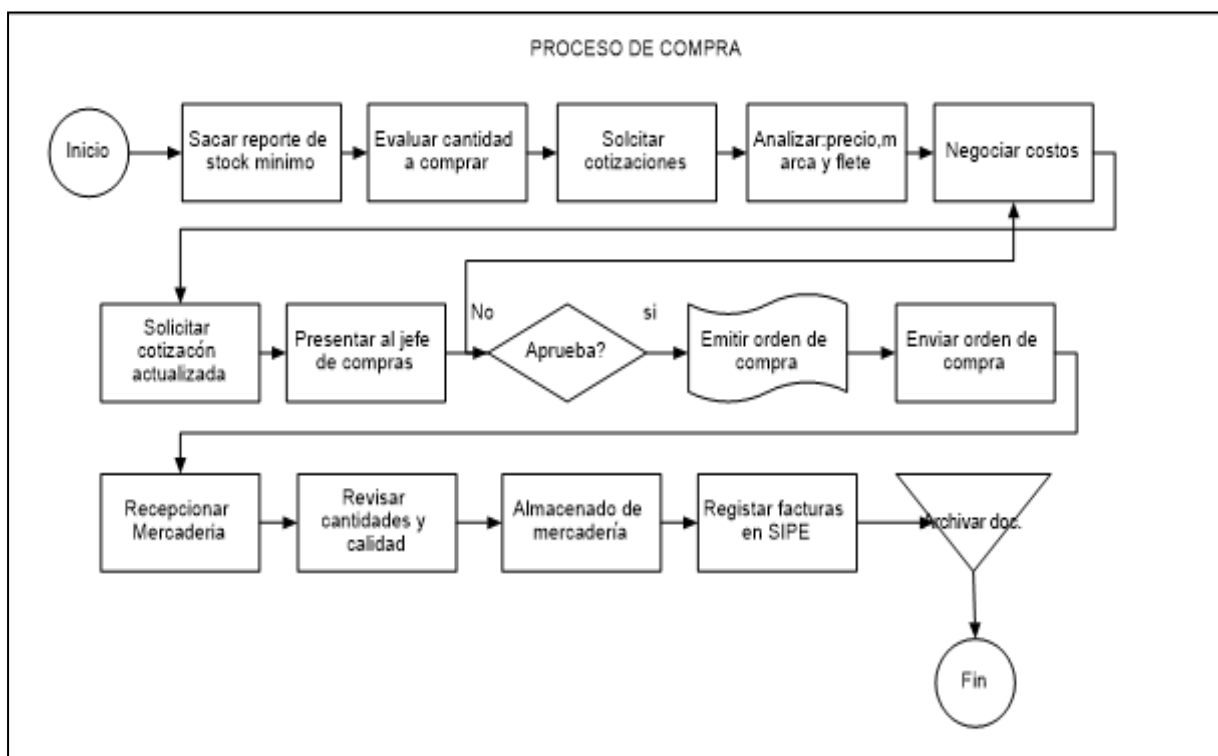 PROCESO DE COMPRA
Inicio
Sacar reporte de
stock minimo
Evaluar cantidad
a comprar
Solcitar
cotizaciones
Analizar:precio,m
arca y flete
Negociar costos
Solicitar
cotizacón
actualizada
Presentar al jefe
de compras
No
Aprueba?
si
Emitir orden de
compra
Enviar orden de
compra
Recepcionar
Mercaderia
Revisar
cantidades y
calidad
Almacenado de
mercadería
Registar facturas
en SIPE
Archivar doc.
Fin